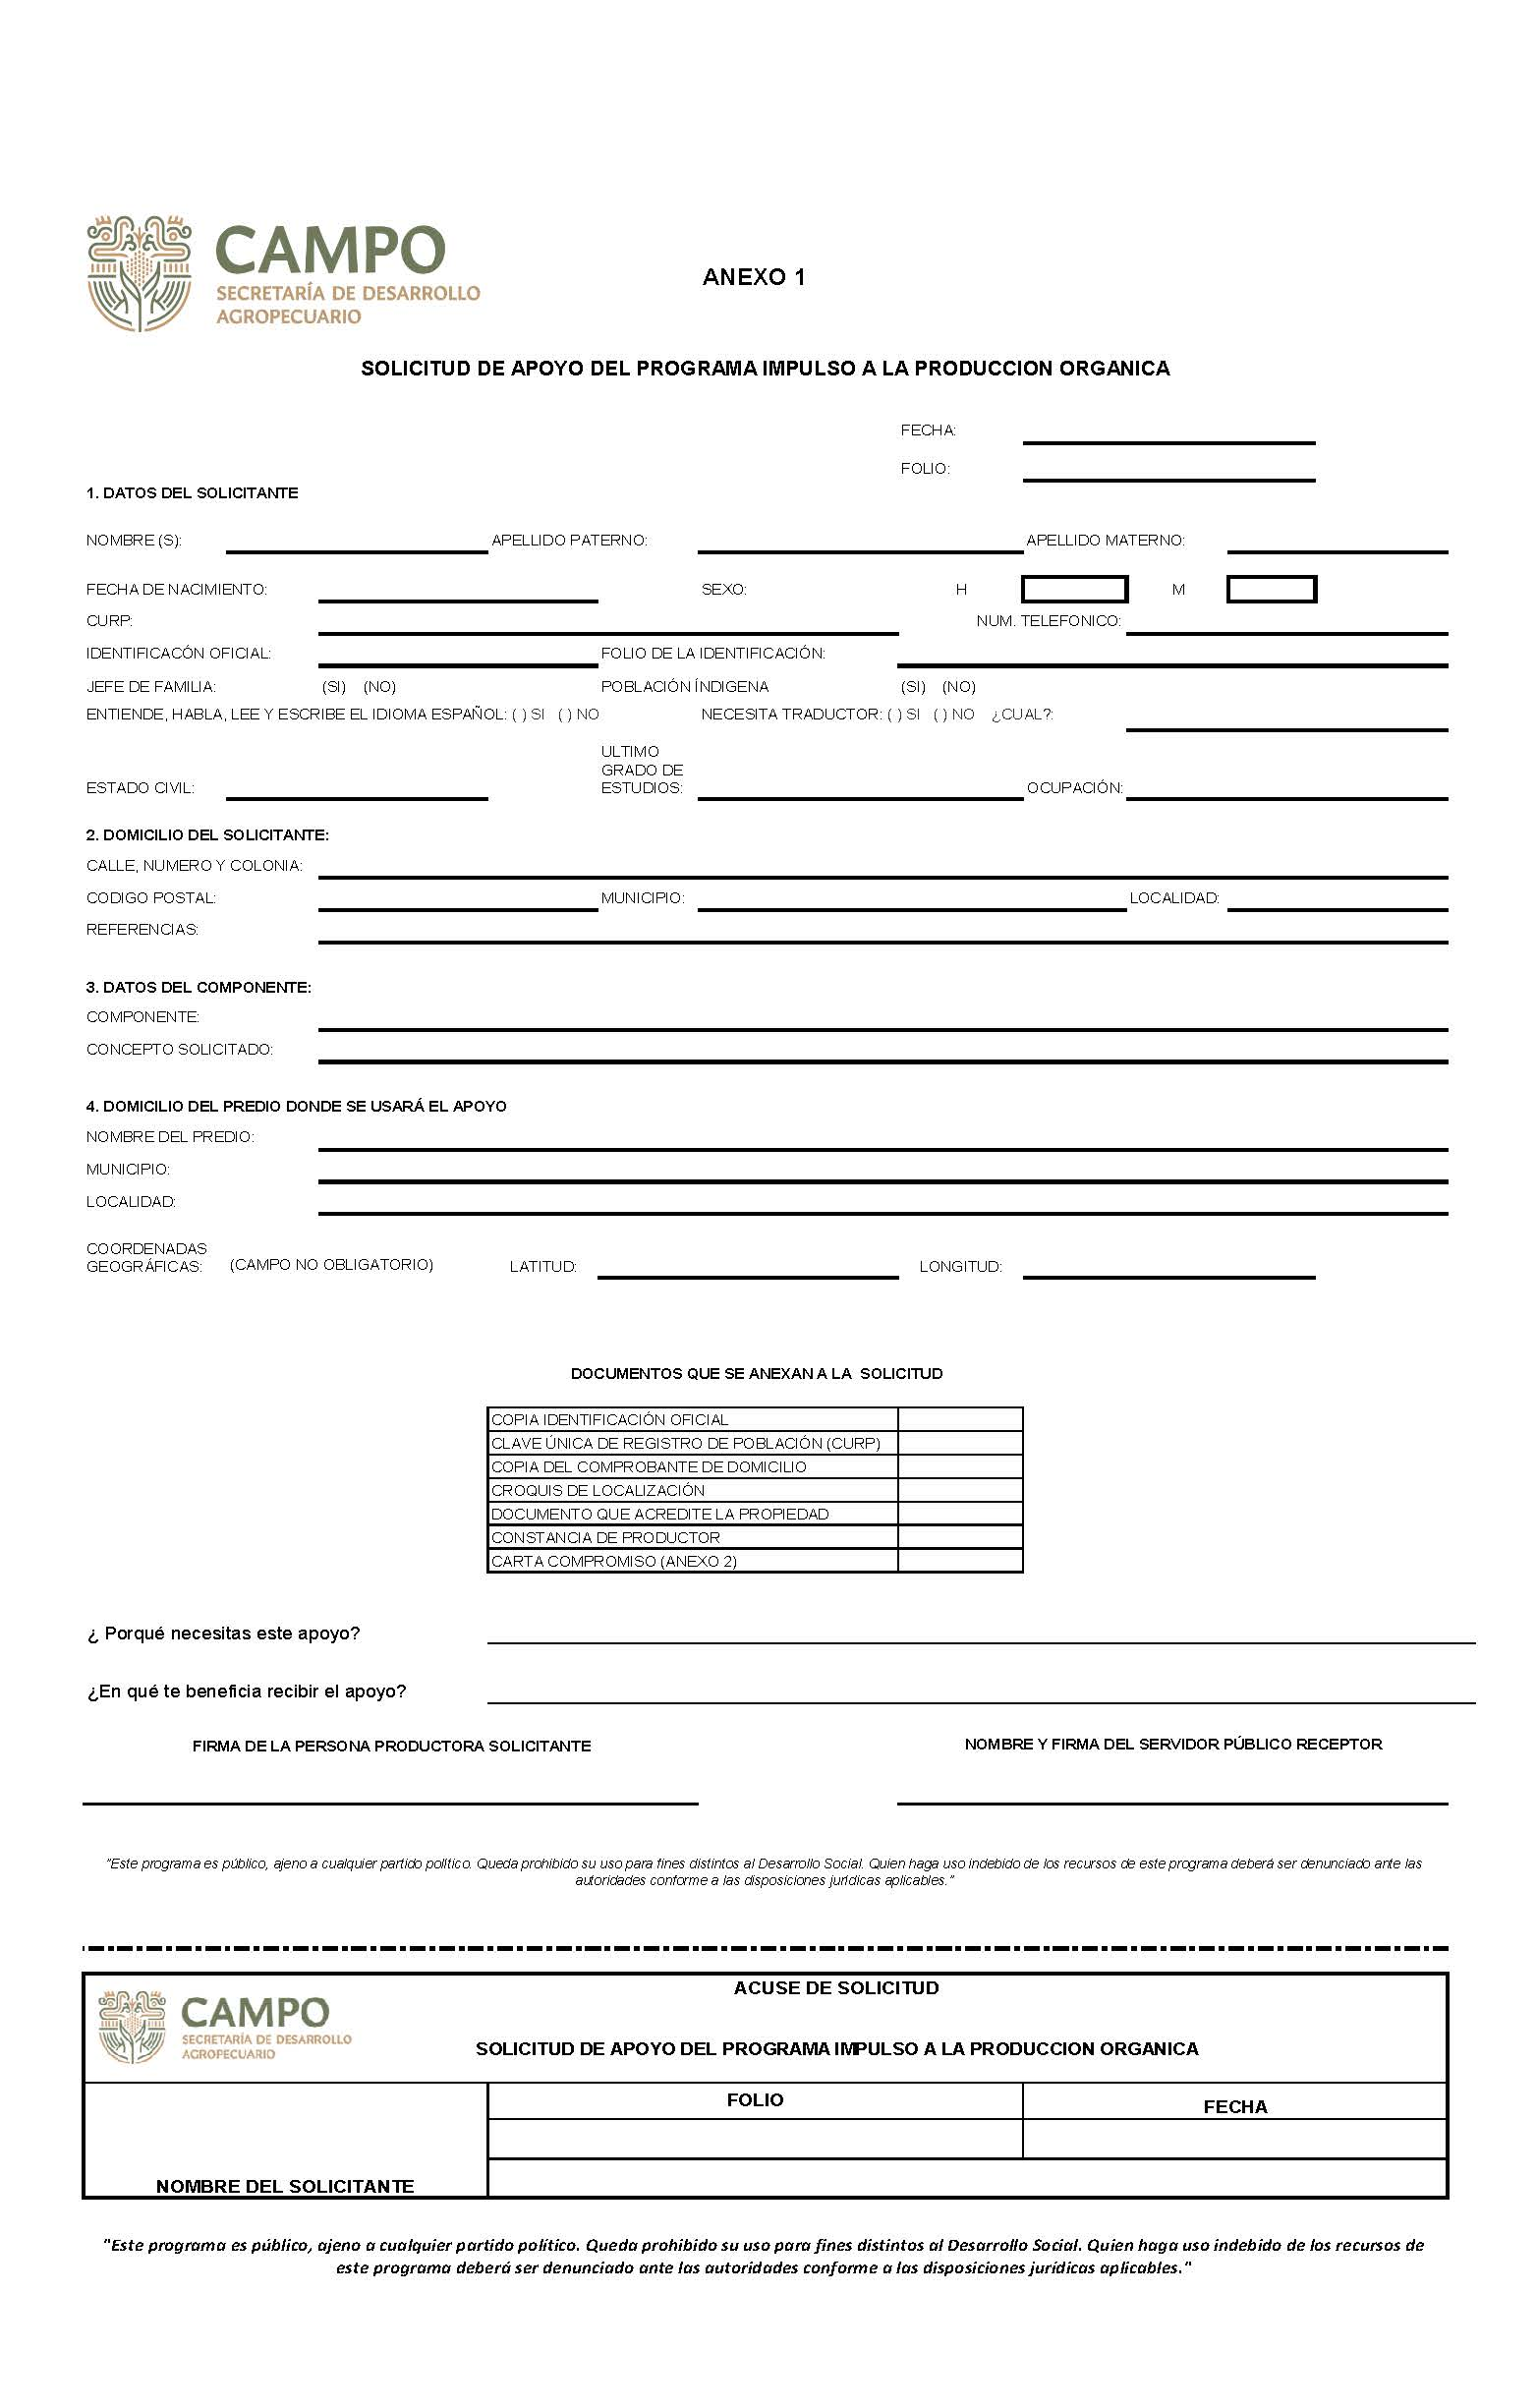 CAMPO
SECRETARÍA DE DESARROLLO
AGROPECUARIO
ANEXO 1
SOLICITUD DE APOYO DEL PROGRAMA IMPULSO A LA PRODUCCION ORGANICA
FECHA:
FOLIO:
1. DATOS DEL SOLICITANTE
NOMBRE (S): APELLIDO PATERNO: APELLIDO MATERNO:
FECHA DE NACIMIENTO: SEXO: H M
CURP: NUM. TELEFONICO:
IDENTIFICACÓN OFICIAL: FOLIO DE LA IDENTIFICACIÓN:
JEFE DE FAMILIA: (SI) (NO) POBLACIÓN ÍNDIGENA (SI) (NO)
ENTIENDE, HABLA, LEE Y ESCRIBE EL IDIOMA ESPAÑOL: ( ) SI ( ) NO NECESITA TRADUCTOR: ( ) SI ( ) NO ¿CUAL?:
ULTIMO
GRADO DE
ESTADO CIVIL: ESTUDIOS: OCUPACIÓN:
2. DOMICILIO DEL SOLICITANTE:
CALLE, NUMERO Y COLONIA:
CODIGO POSTAL: MUNICIPIO: LOCALIDAD:
REFERENCIAS:
3. DATOS DEL COMPONENTE:
COMPONENTE:
CONCEPTO SOLICITADO:
4. DOMICILIO DEL PREDIO DONDE SE USARÁ EL APOYO
NOMBRE DEL PREDIO:
MUNICIPIO:
LOCALIDAD:
COORDENADAS
GEOGRÁFICAS: (CAMPO NO OBLIGATORIO) LATITUD: LONGITUD:
DOCUMENTOS QUE SE ANEXAN A LA SOLICITUD
COPIA IDENTIFICACIÓN OFICIAL
CLAVE ÚNICA DE REGISTRO DE POBLACIÓN (CURP)
COPIA DEL COMPROBANTE DE DOMICILIO
CROQUIS DE LOCALIZACIÓN
DOCUMENTO QUE ACREDITE LA PROPIEDAD
CONSTANCIA DE PRODUCTOR
CARTA COMPROMISO (ANEXO 2)
¿ Porqué necesitas este apoyo?
¿En qué te beneficia recibir el apoyo?
FIRMA DE LA PERSONA PRODUCTORA SOLICITANTE NOMBRE Y FIRMA DEL SERVIDOR PÚBLICO RECEPTOR
"Este programa es público, ajeno a cualquier partido político. Queda prohibido su uso para fines distintos al Desarrollo Social. Quien haga uso indebido de los recursos de este programa deberá ser denunciado ante las
autoridades conforme a las disposiciones jurídicas aplicables."
CAMPO
SECRETARÍA DE DESARROLLO
AGROPECUARIO
ACUSE DE SOLICITUD
SOLICITUD DE APOYO DEL PROGRAMA IMPULSO A LA PRODUCCION ORGANICA
FOLIO FECHA
NOMBRE DEL SOLICITANTE
"Este programa es público, ajeno a cualquier partido político. Queda prohibido su uso para fines distintos al Desarrollo Social. Quien haga uso indebido de los recursos de
este programa deberá ser denunciado ante las autoridades conforme a las disposiciones jurídicas aplicables."